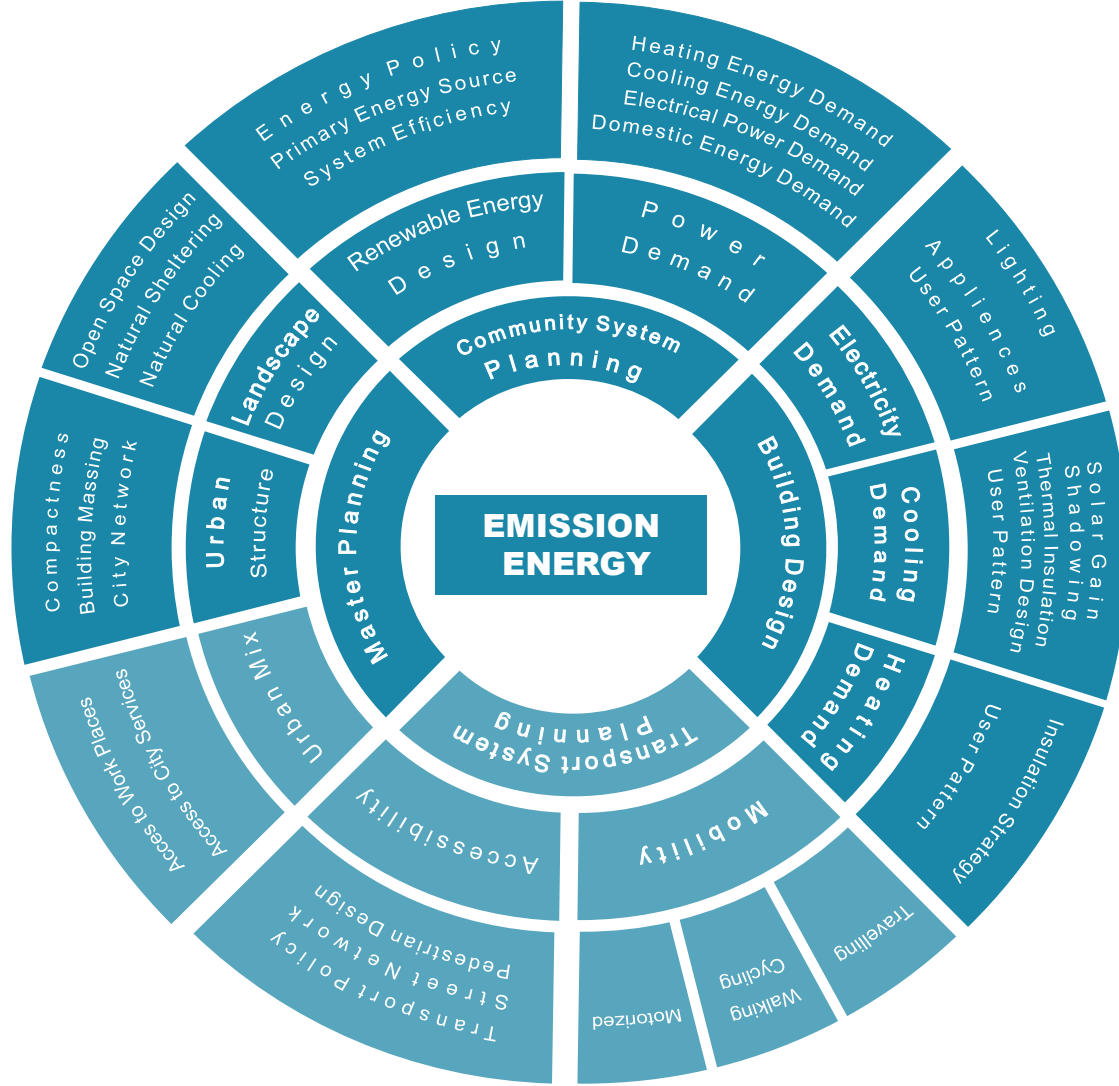 EMISSION
ENERGY
Community System
Planning
Building Design
Transport System
Planning
Master Planning
Renewable Energy
Design
Power
Demand
Electricity
Demand
Cooling
Demand
Heating
Demand
Mobility
Accessibility
Urban Mix
Urban
Structure
Landscape
Design
Energy Policy
Primary Energy Source
System Efficiency
Heating Energy Demand
Cooling Energy Demand
Electrical Power Demand
Domestic Energy Demand
Lighting
Appliences
User Pattern
Solar Gain
Shadowing
Thermal Insulation
Ventilation Design
User Pattern
Insulation Strategy
User Pattern
Travelling
Walking
Cycling
Motorized
Transport Policy
Street Network
Pedestrian Design
Acces to Work Places
Access to City Services
Compactness
Building Massing
City Network
Open Space Design
Natural Sheltering
Natural Cooling